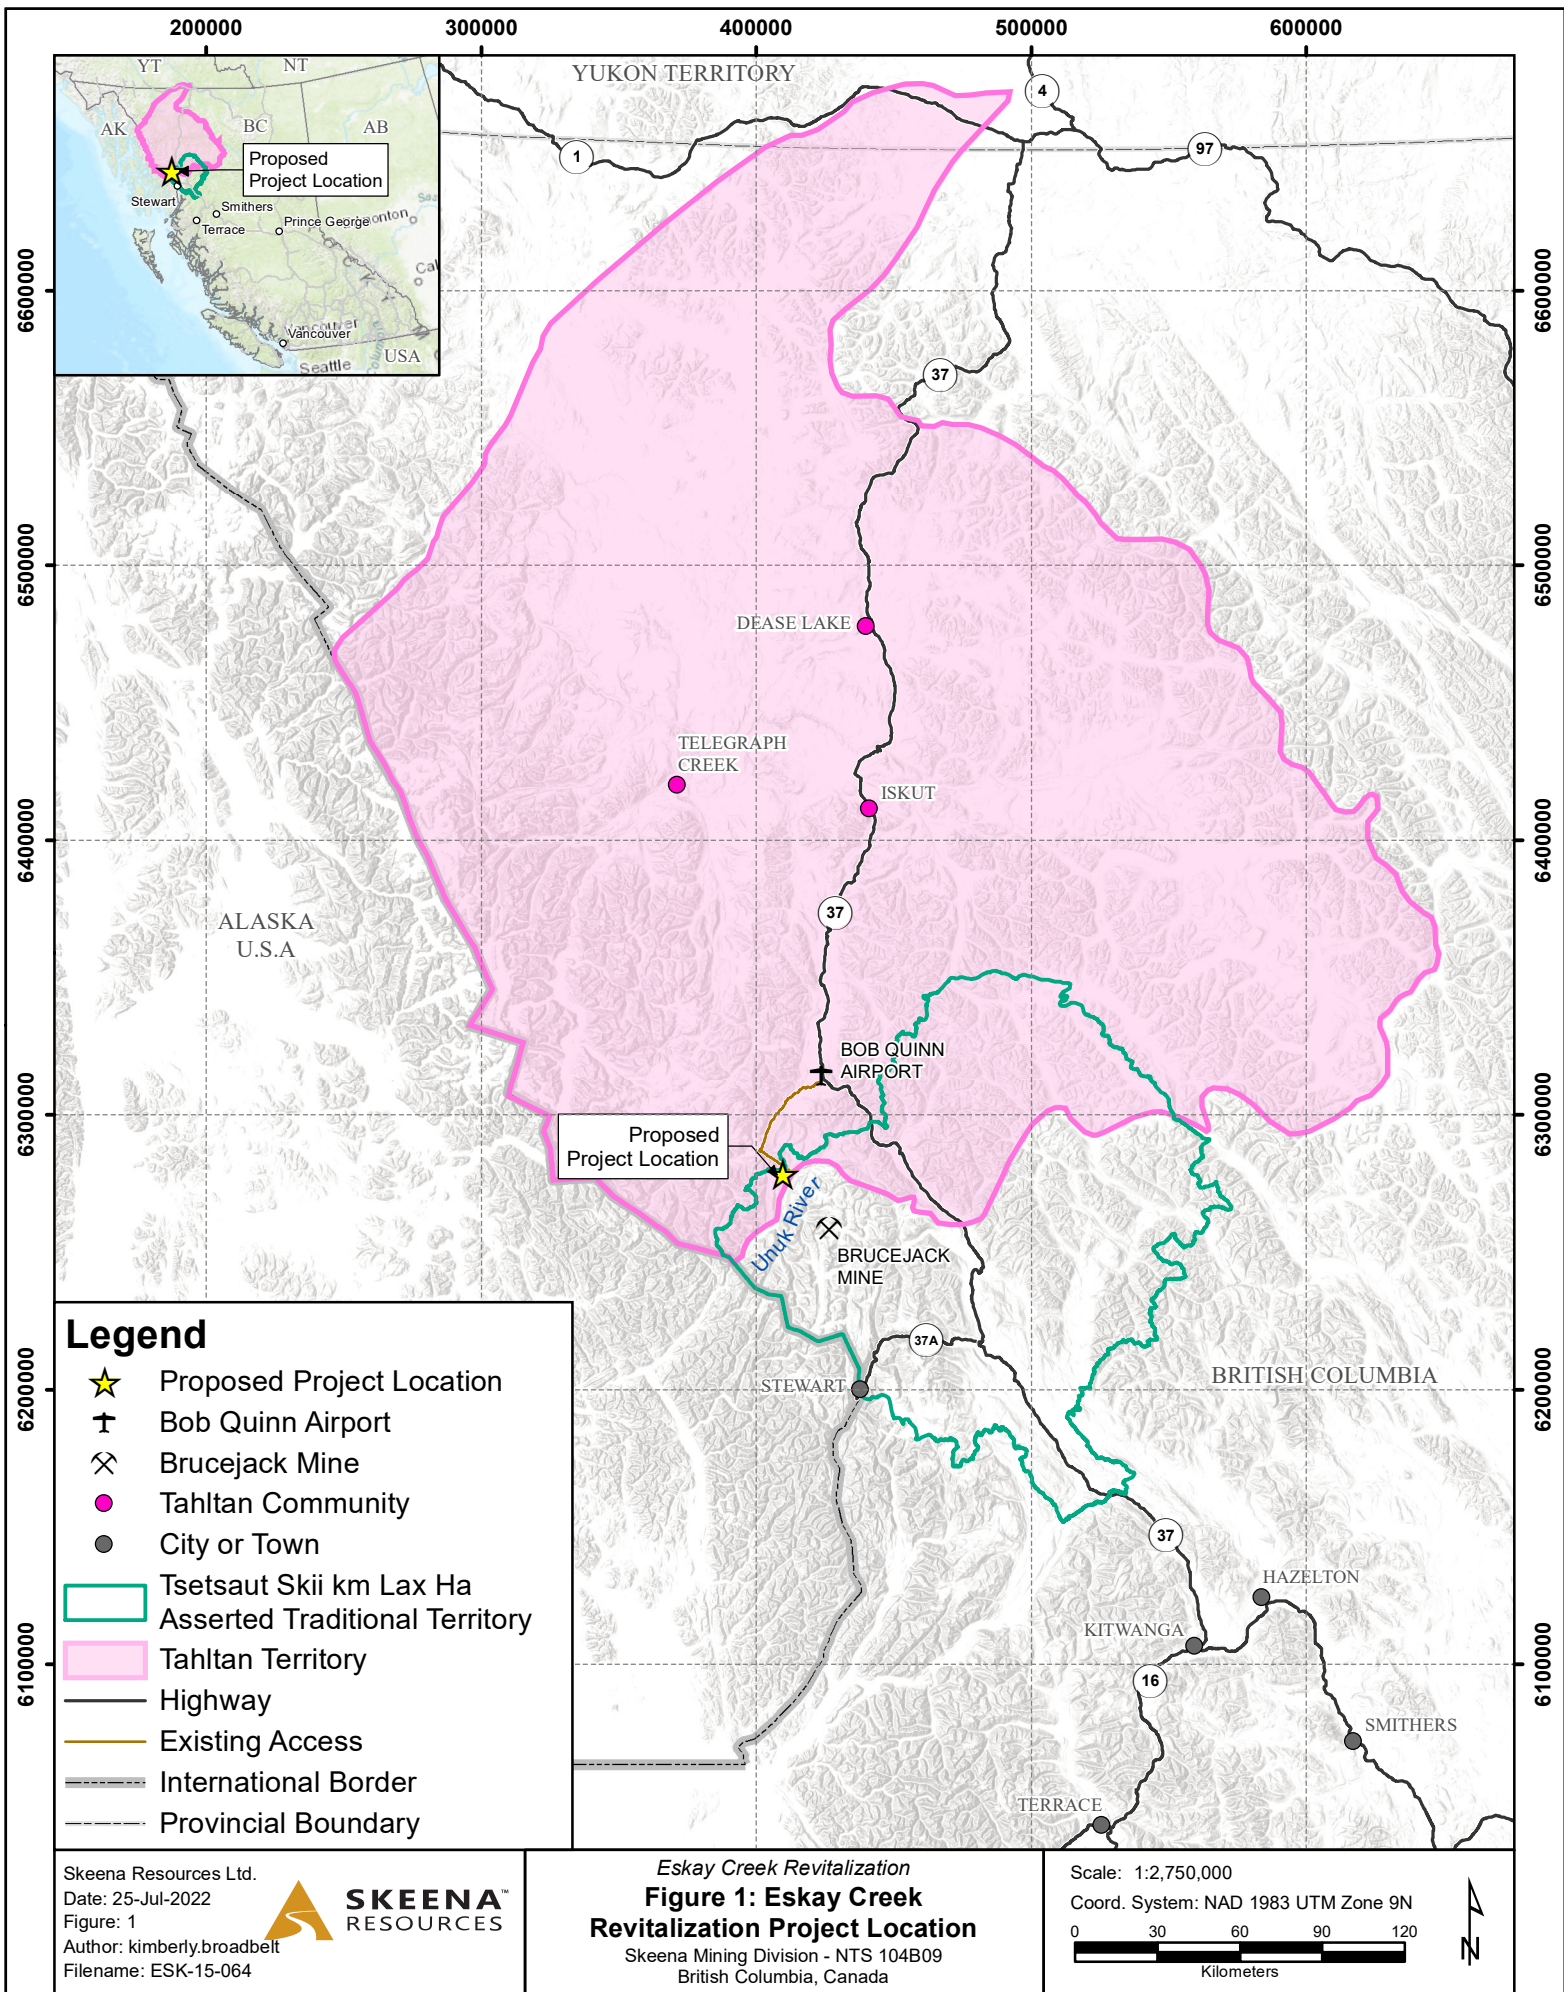 200000
300000
400000
500000
600000
YT
NT
AK
BC
AB
Proposed
Project Location
Stewart
Smithers
Terrace
Prince George
Vancouver
Seattle
USA
YUKON TERRITORY
4
1
97
6600000
6600000
37
6500000
6500000
DEASE LAKE
TELEGRAPH
CREEK
ISKUT
6400000
6400000
37
ALASKA
U.S.A
BOB QUINN
AIRPORT
6300000
6300000
Proposed
Project Location
Unuk River
BRUCEJACK
MINE
37A
STEWART
BRITISH COLUMBIA
6200000
6200000
37
HAZELTON
KITWANGA
16
6100000
6100000
SMITHERS
TERRACE
Legend
Proposed Project Location
Bob Quinn Airport
Brucejack Mine
Tahltan Community
City or Town
Tsetsaut Skii km Lax Ha
Asserted Traditional Territory
Tahltan Territory
Highway
Existing Access
International Border
Provincial Boundary
Skeena Resources Ltd.
Date: 25-Jul-2022
Figure: 1
Author: kimberly.broadbelt
Filename: ESK-15-064
SKEENA™
RESOURCES
Eskay Creek Revitalization
Figure 1: Eskay Creek
Revitalization Project Location
Skeena Mining Division - NTS 104B09
British Columbia, Canada
Scale: 1:2,750,000
Coord. System: NAD 1983 UTM Zone 9N
0 30 60 90 120
Kilometers
N